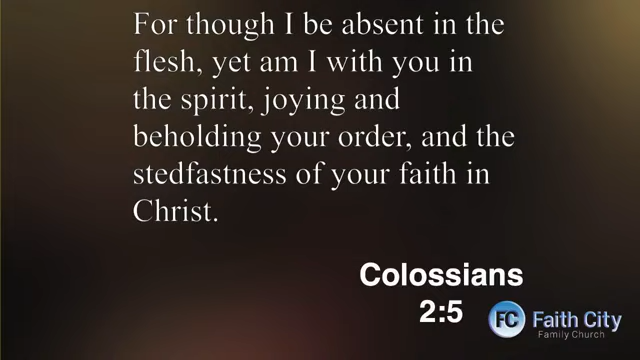 For though I be absent in the
flesh, yet am I with you in
the spirit, joying and
beholding your order, and the
stedfastness of your faith in
Christ.
Colossians
2:5
FC Faith City
Family Church